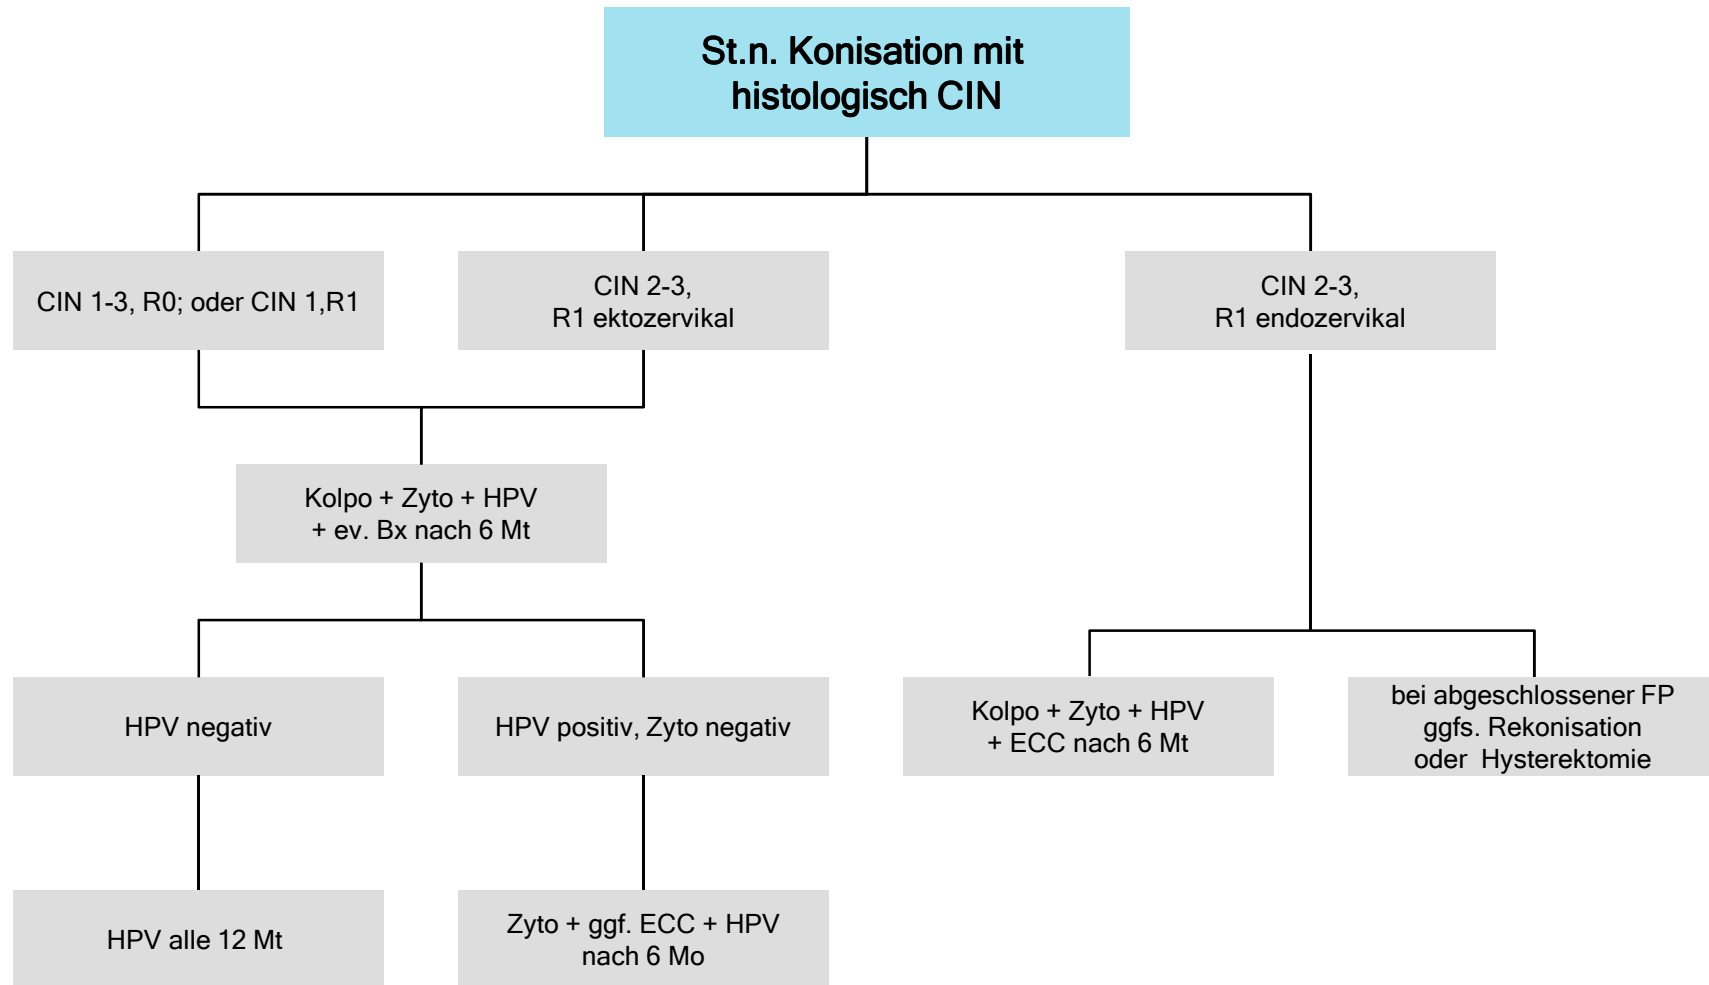 St.n. Konisation mit
histologisch CIN
CIN 1-3, R0; oder CIN 1,R1
CIN 2-3,
R1 ektozervikal
CIN 2-3,
R1 endozervikal
Kolpo + Zyto + HPV
+ ev. Bx nach 6 Mt
HPV negativ
HPV positiv, Zyto negativ
Kolpo + Zyto + HPV
+ ECC nach 6 Mt
bei abgeschlossener FP
ggfs. Rekonisation
oder Hysterektomie
HPV alle 12 Mt
Zyto + ggf. ECC + HPV
nach 6 Mo